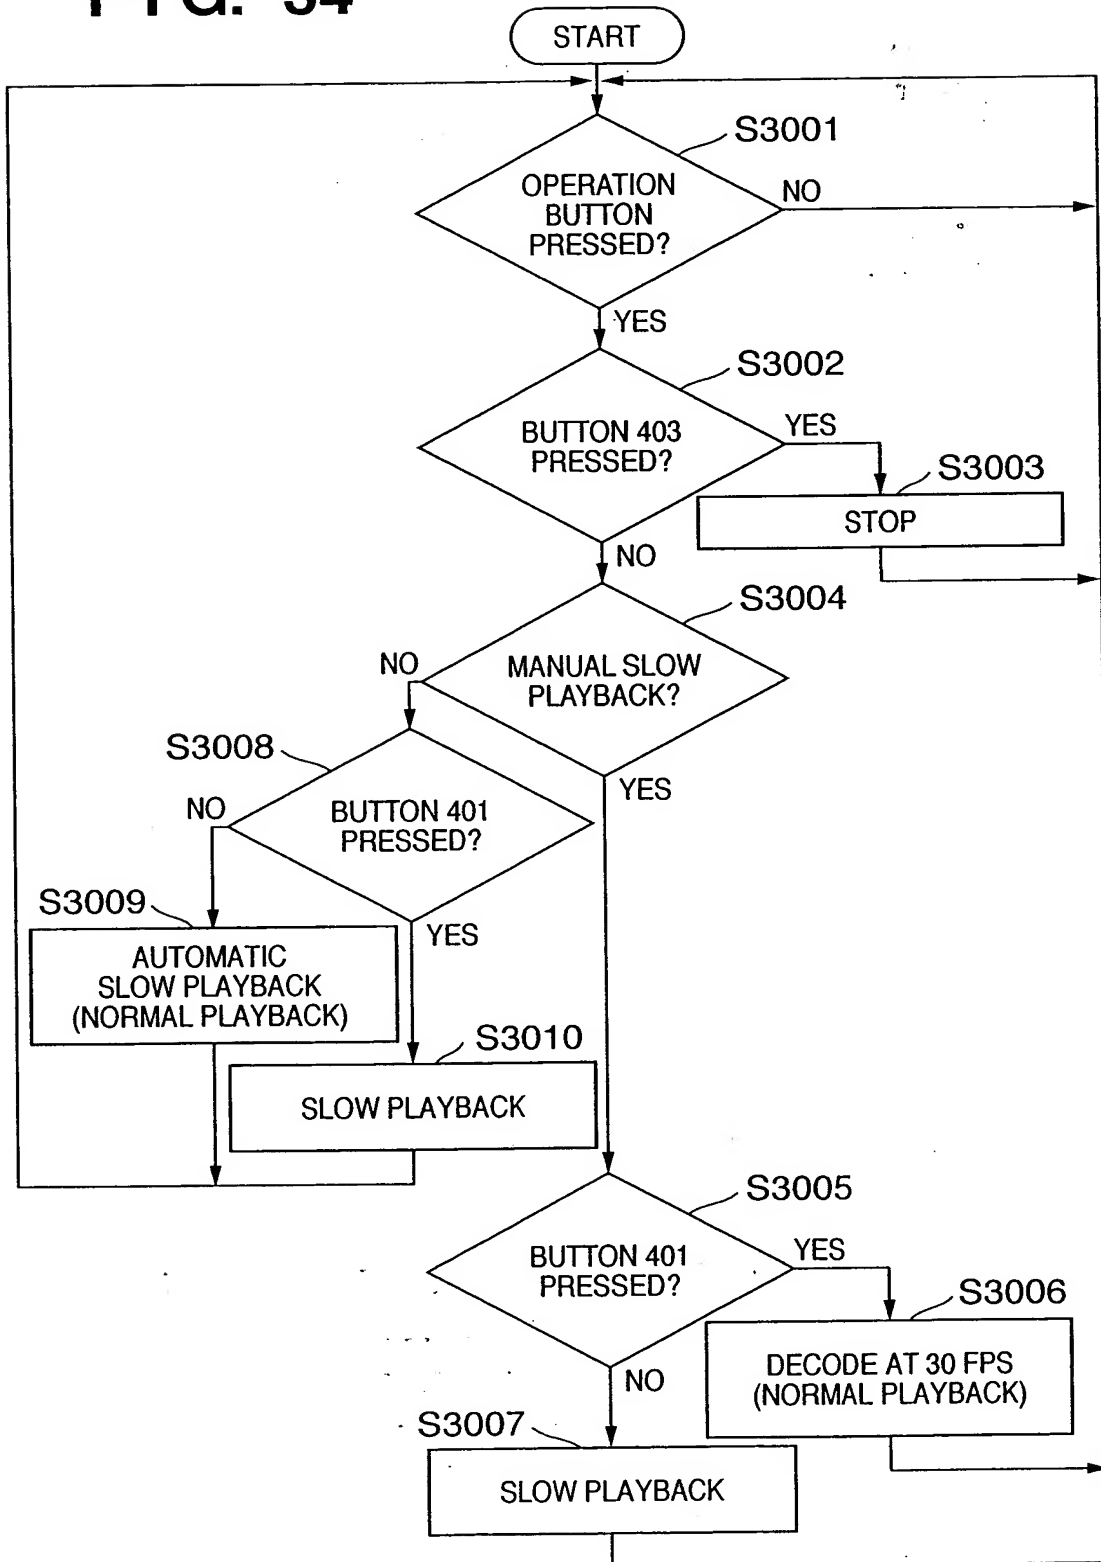 FIG. 34
START
S3001
OPERATION
BUTTON
PRESSED?
NO
YES
S3002
BUTTON 403
PRESSED?
YES
S3003
STOP
NO
S3004
MANUAL SLOW
PLAYBACK?
NO
YES
S3008
BUTTON 401
PRESSED?
NO
YES
S3009
AUTOMATIC
SLOW PLAYBACK
(NORMAL PLAYBACK)
S3010
SLOW PLAYBACK
S3005
BUTTON 401
PRESSED?
YES
S3006
DECODE AT 30 FPS
(NORMAL PLAYBACK)
NO
S3007
SLOW PLAYBACK